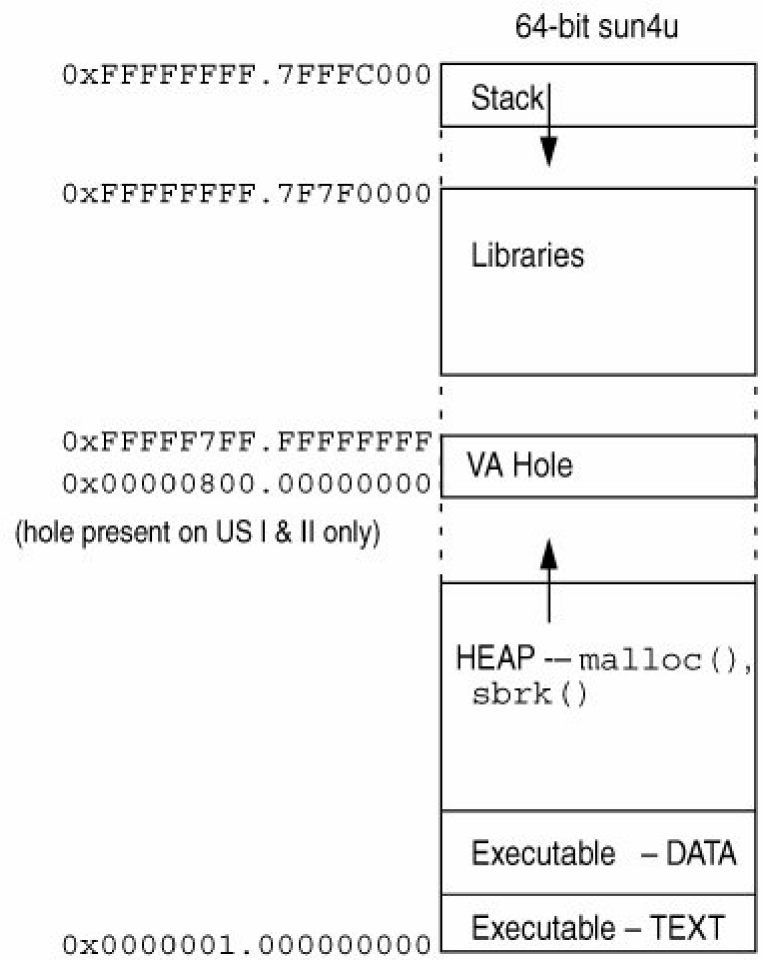 64-bit sun4u
0xFFFFFFFF.7FFFC000
Stack
0xFFFFFFFF.7F7F0000
Libraries
0xFFFFF7FF.FFFFFFFF
VA Hole
0x00000800.00000000
(hole present on US I & II only)
HEAP -– malloc(),
sbrk()
Executable – DATA
Executable – TEXT
0x0000001.000000000